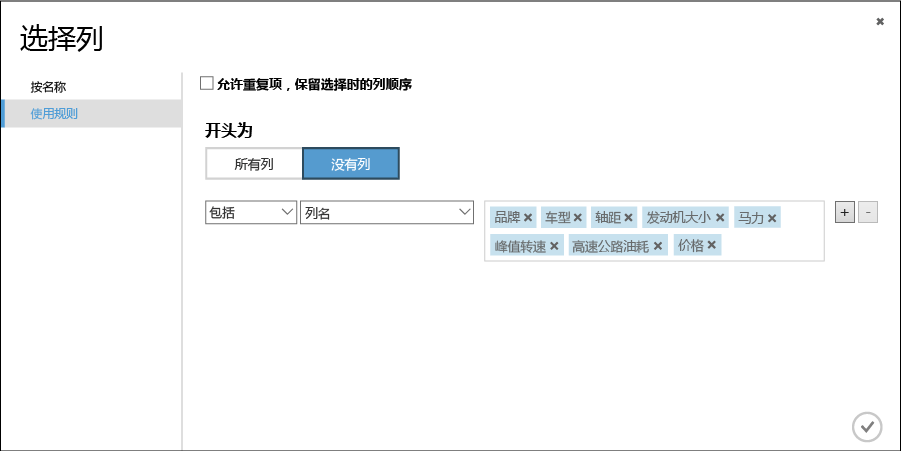 选择列
按名称
使用规则
允许重复项，保留选择时的列顺序
开头为
所有列 没有列
包括 列名 品牌 车型 轴距 发动机大小 马力 + -
峰值转速 高速公路油耗 价格